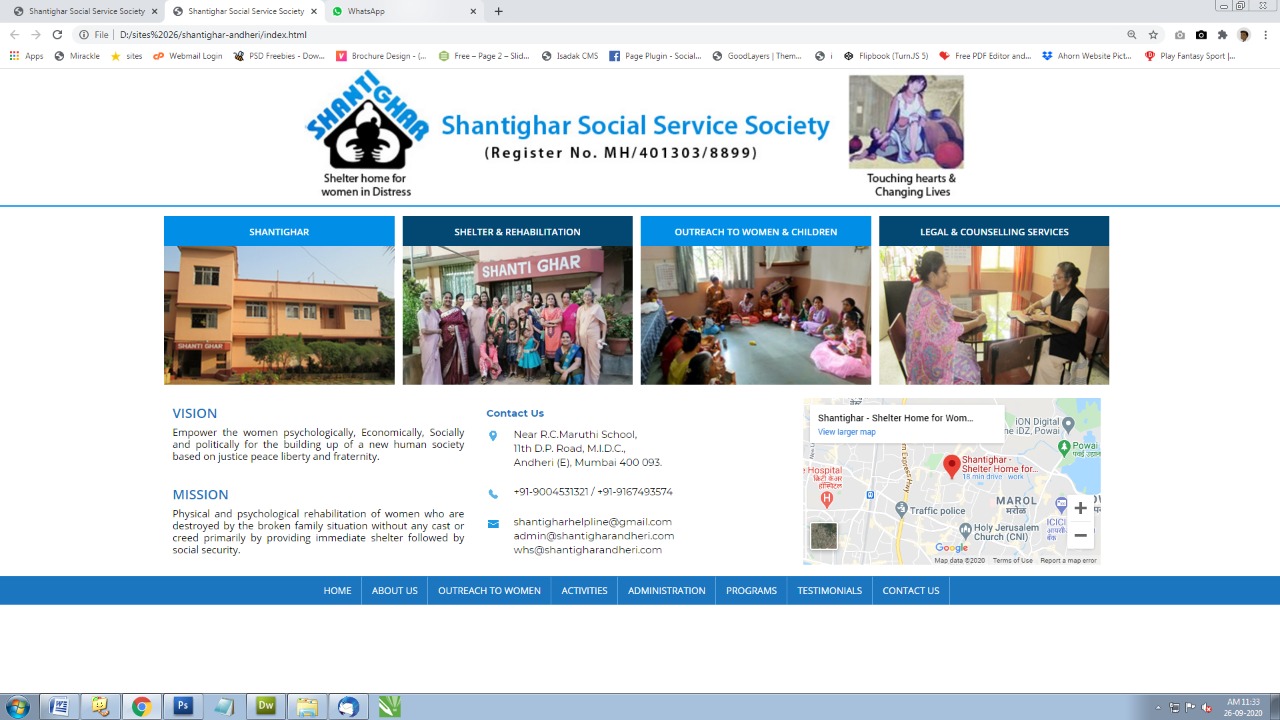 Shantighar Social Service Society
Shantighar Social Service Society
WhatsApp
File | D:/sites%2026/shantighar-andheri/index.html
Apps
Mirackle
sites
Webmail Login
PSD Freebies - Dow...
Brochure Design - (...
Free – Page 2 – Slid...
Isadak CMS
Page Plugin - Social...
GoodLayers | Them...
i
Flipbook (TurnJS 5)
Free PDF Editor and...
Ahorn Website Pict...
Play Fantasy Sport |...
SHANTIGHAR
Shelter home for
women in Distress
Shantighar Social Service Society
(Register No. MH/401303/8899)
Touching hearts &
Changing Lives
SHANTIGHAR
SHELTER & REHABILITATION
OUTREACH TO WOMEN & CHILDREN
LEGAL & COUNSELLING SERVICES
SHANTI GHAR
SHANTI GHAR
VISION
Empower the women psychologically, Economically, Socially
and politically for the building up of a new human society
based on justice peace liberty and fraternity.
MISSION
Physical and psychological rehabilitation of women who are
destroyed by the broken family situation without any cast or
creed primarily by providing immediate shelter followed by
social security.
Contact Us
Near R.C.Maruthi School,
11th D.P. Road, M.I.D.C.,
Andheri (E), Mumbai 400 093.
+91-9004531321 / +91-9167493574
shantigharhelpline@gmail.com
admin@shantigharandheri.com
whs@shantigharandheri.com
Shantighar - Shelter Home for Wom...
View larger map
ION Digital
ne iDZ, Powai
Powai
Shantighar -
Shelter Home for...
18 min drive - work
Hospital
Express Hwy
MAROL
मरोळ
Traffic police
Holy Jerusalem
Church (CNI)
ICICI
Google
Map data ©2020
Terms of Use
Report a map error
HOME
ABOUT US
OUTREACH TO WOMEN
ACTIVITIES
ADMINISTRATION
PROGRAMS
TESTIMONIALS
CONTACT US
Ps
Dw
AM 11:33
26-09-2020